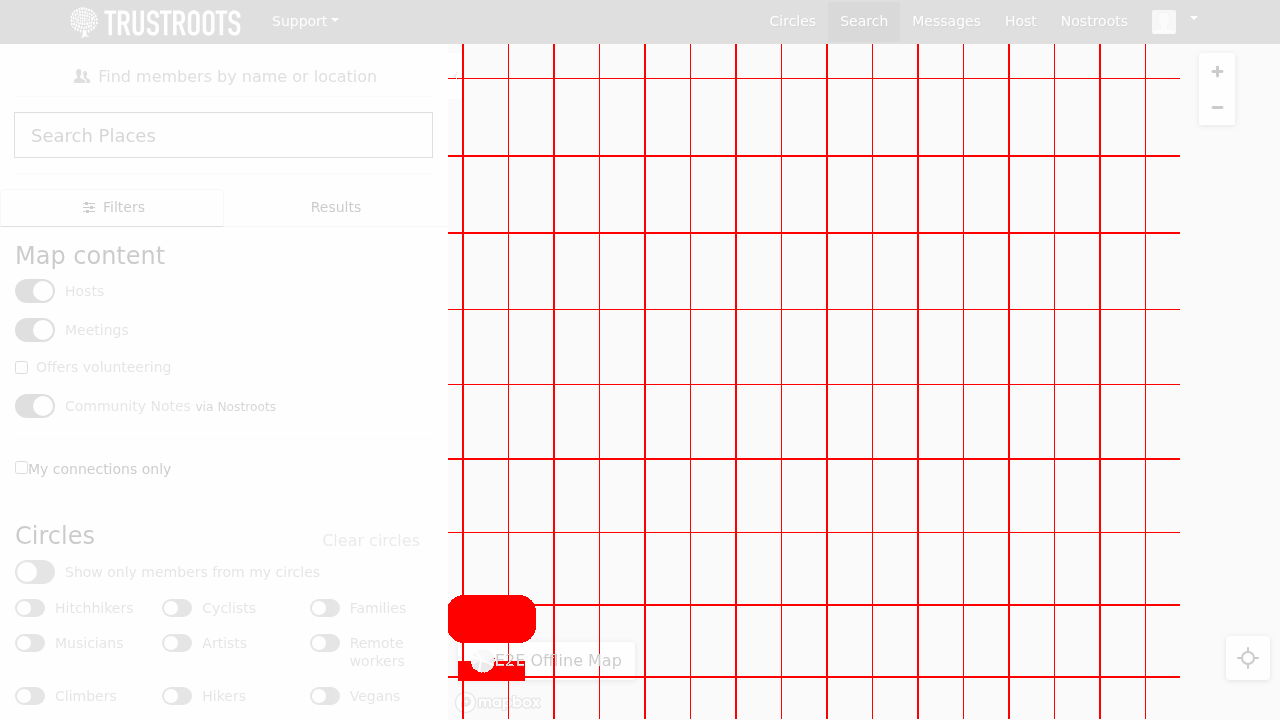 TRUSTROOTS
Support
Circles
Search
Messages
Host
Nostroots
Find members by name or location
Search Places
Filters
Results
Map content
Hosts
Meetings
Offers volunteering
Community Notes via Nostroots
My connections only
Circles
Clear circles
Show only members from my circles
Hitchhikers
Cyclists
Families
Musicians
Artists
Remote
workers
Climbers
Hikers
Vegans
E2E Offline Map
mapbox